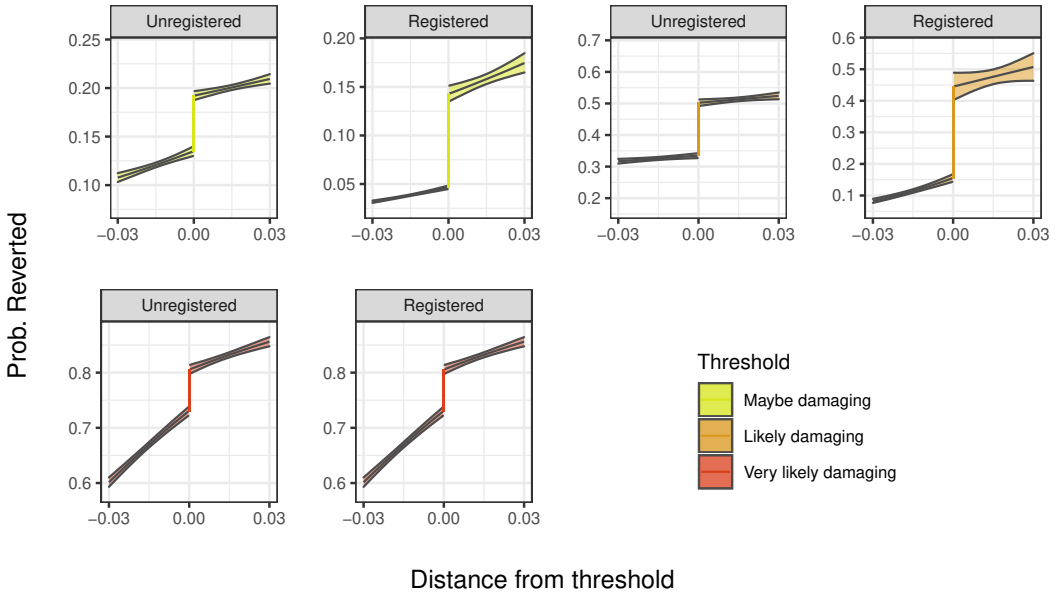 Unregistered
Registered
Unregistered
Registered
0.25
0.20
0.15
0.10
−0.03 0.00 0.03
0.20
0.15
0.10
0.05
−0.03 0.00 0.03
0.7
0.6
0.5
0.4
0.3
0.2
−0.03 0.00 0.03
0.6
0.5
0.4
0.3
0.2
0.1
−0.03 0.00 0.03
Prob. Reverted
Unregistered
Registered
0.8
0.7
0.6
−0.03 0.00 0.03
0.8
0.7
0.6
−0.03 0.00 0.03
Threshold
Maybe damaging
Likely damaging
Very likely damaging
Distance from threshold